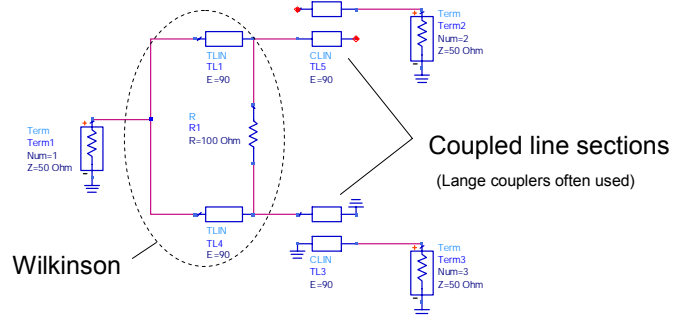 Term
Term2
Num=2
Z=50 Ohm
TLIN
TL1
E=90
CLIN
TL5
E=90
Term
Term1
Num=1
Z=50 Ohm
R
R1
R=100 Ohm
Coupled line sections
(Lange couplers often used)
TLIN
TL4
E=90
CLIN
TL3
E=90
Term
Term3
Num=3
Z=50 Ohm
Wilkinson